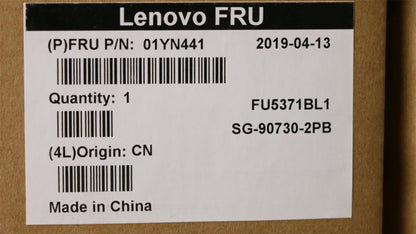 Lenovo FRU
(P)FRU P/N: 01YN441 2019-04-13
Quantity: 1 FU5371BL1
SG-90730-2PB
(4L)Origin: CN
Made in China